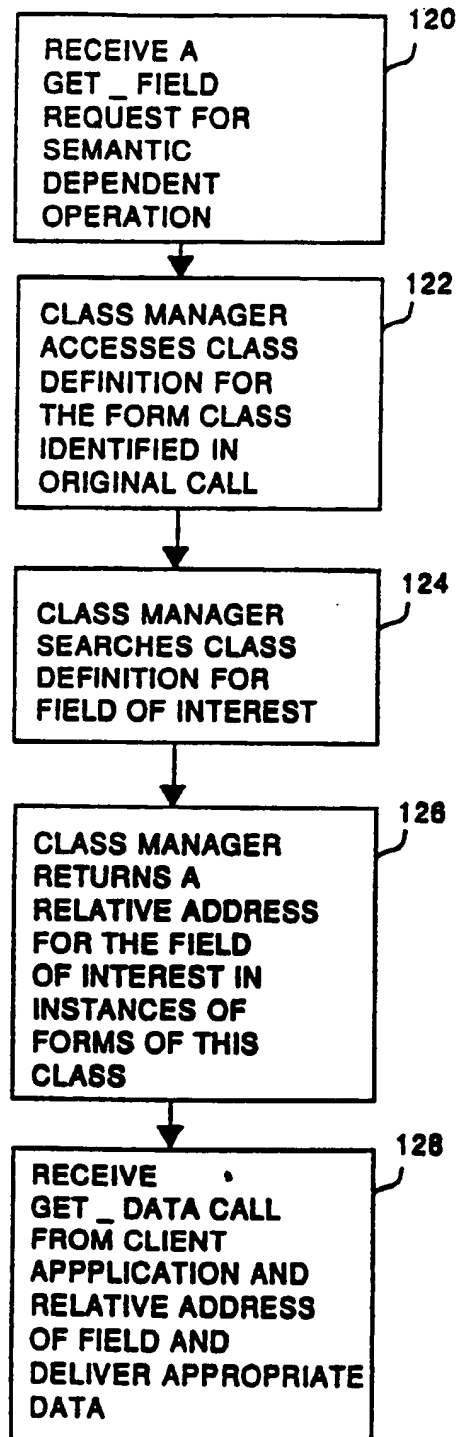 120
RECEIVE A
GET _ FIELD
REQUEST FOR
SEMANTIC
DEPENDENT
OPERATION
122
CLASS MANAGER
ACCESSES CLASS
DEFINITION FOR
THE FORM CLASS
IDENTIFIED IN
ORIGINAL CALL
124
CLASS MANAGER
SEARCHES CLASS
DEFINITION FOR
FIELD OF INTEREST
126
CLASS MANAGER
RETURNS A
RELATIVE ADDRESS
FOR THE FIELD
OF INTEREST IN
INSTANCES OF
FORMS OF THIS
CLASS
128
RECEIVE
GET _ DATA CALL
FROM CLIENT
APPPLICATION AND
RELATIVE ADDRESS
OF FIELD AND
DELIVER APPROPRIATE
DATA